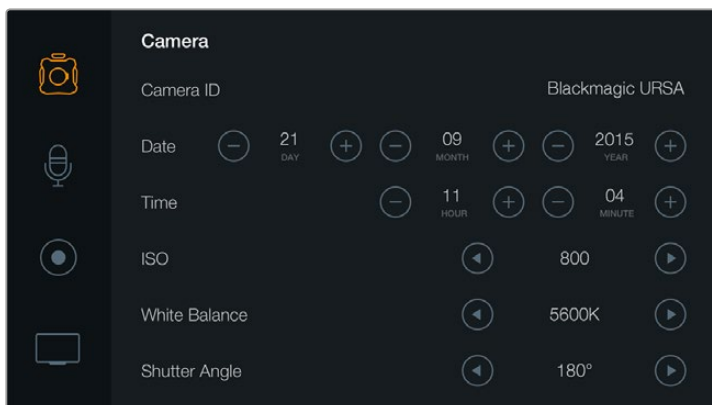 Camera
Camera ID Blackmagic URSA
Date 21 09 2015
DAY MONTH YEAR
Time 11 04
HOUR MINUTE
ISO 800
White Balance 5600K
Shutter Angle 180°